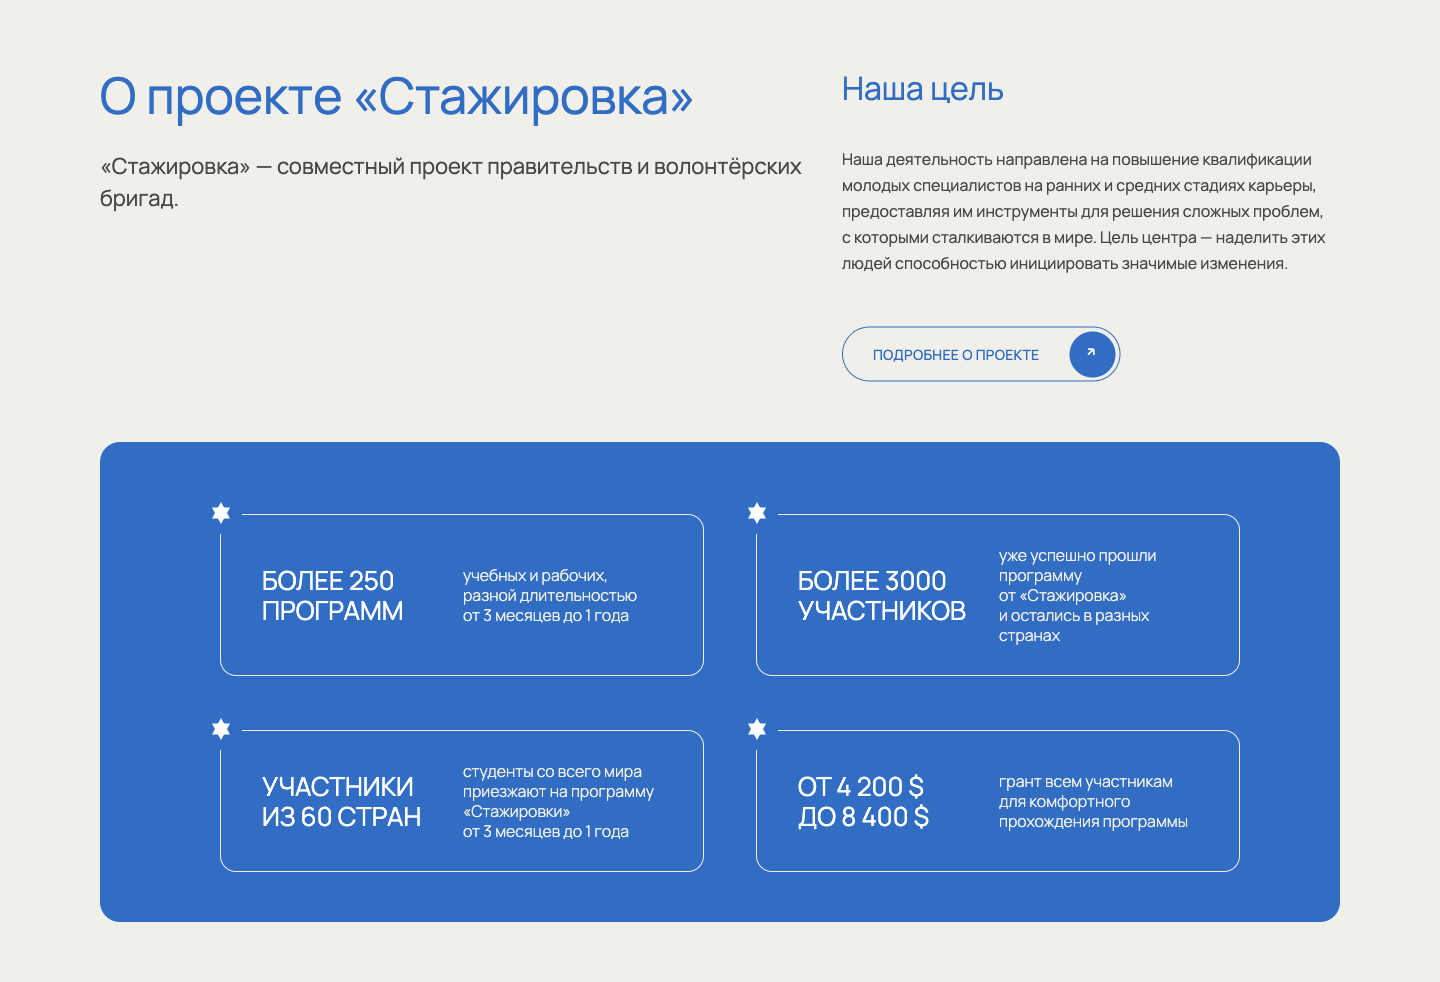 О проекте «Стажировка»
«Стажировка» — совместный проект правительств и волонтёрских
бригад.
Наша цель
Наша деятельность направлена на повышение квалификации
молодых специалистов на ранних и средних стадиях карьеры,
предоставляя им инструменты для решения сложных проблем,
с которыми сталкиваются в мире. Цель центра — наделить этих
людей способностью инициировать значимые изменения.
ПОДРОБНЕЕ О ПРОЕКТЕ
БОЛЕЕ 250
ПРОГРАММ
учебных и рабочих,
разной длительностью
от 3 месяцев до 1 года
БОЛЕЕ 3000
УЧАСТНИКОВ
уже успешно прошли
программу
от «Стажировка»
и остались в разных
странах
УЧАСТНИКИ
ИЗ 60 СТРАН
студенты со всего мира
приезжают на программу
«Стажировки»
от 3 месяцев до 1 года
ОТ 4 200 $
ДО 8 400 $
грант всем участникам
для комфортного
прохождения программы